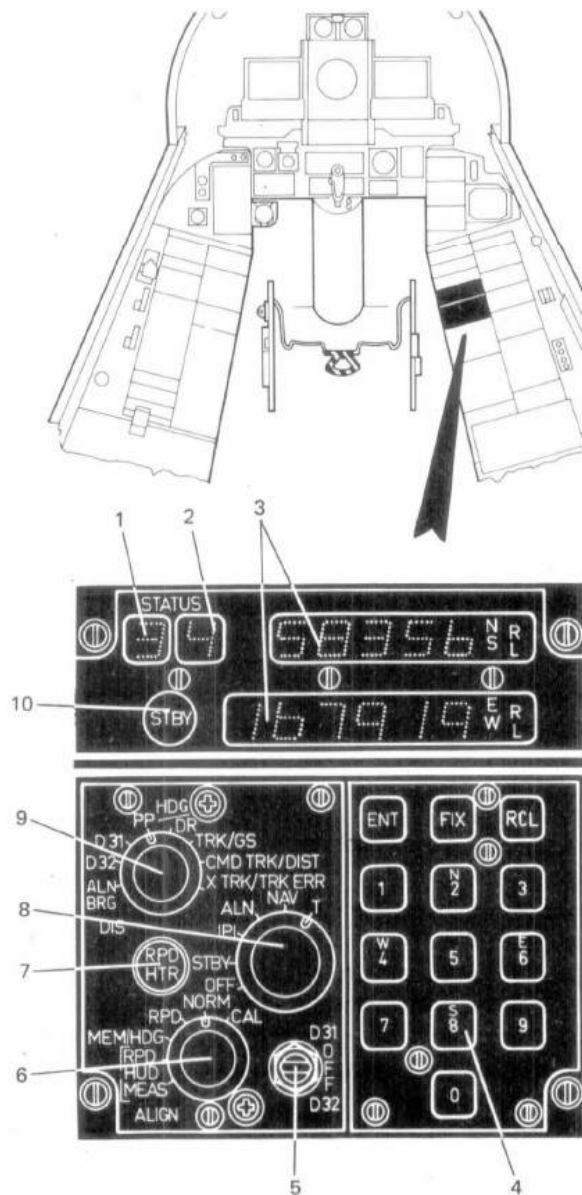 1 2 3
STATUS
3 4 58356 N S R L
10
STBY 167919 E W R L
9
HDG
PP DR
D31 TRK/GS
D32 CMD TRK/DIST
ALN BRG X TRK/TRK ERR
DIS
8
NAV
ALN T
IPL
STBY
OFF
7
RPD HTR
NORM
RPD CAL
MEM/HDG
6
RPD HUD MEAS
ALIGN
D31
OFF
D32
ENT FIX RCL
1 N 2 3
W 4 5 E 6
7 S 8 9
0
5 4